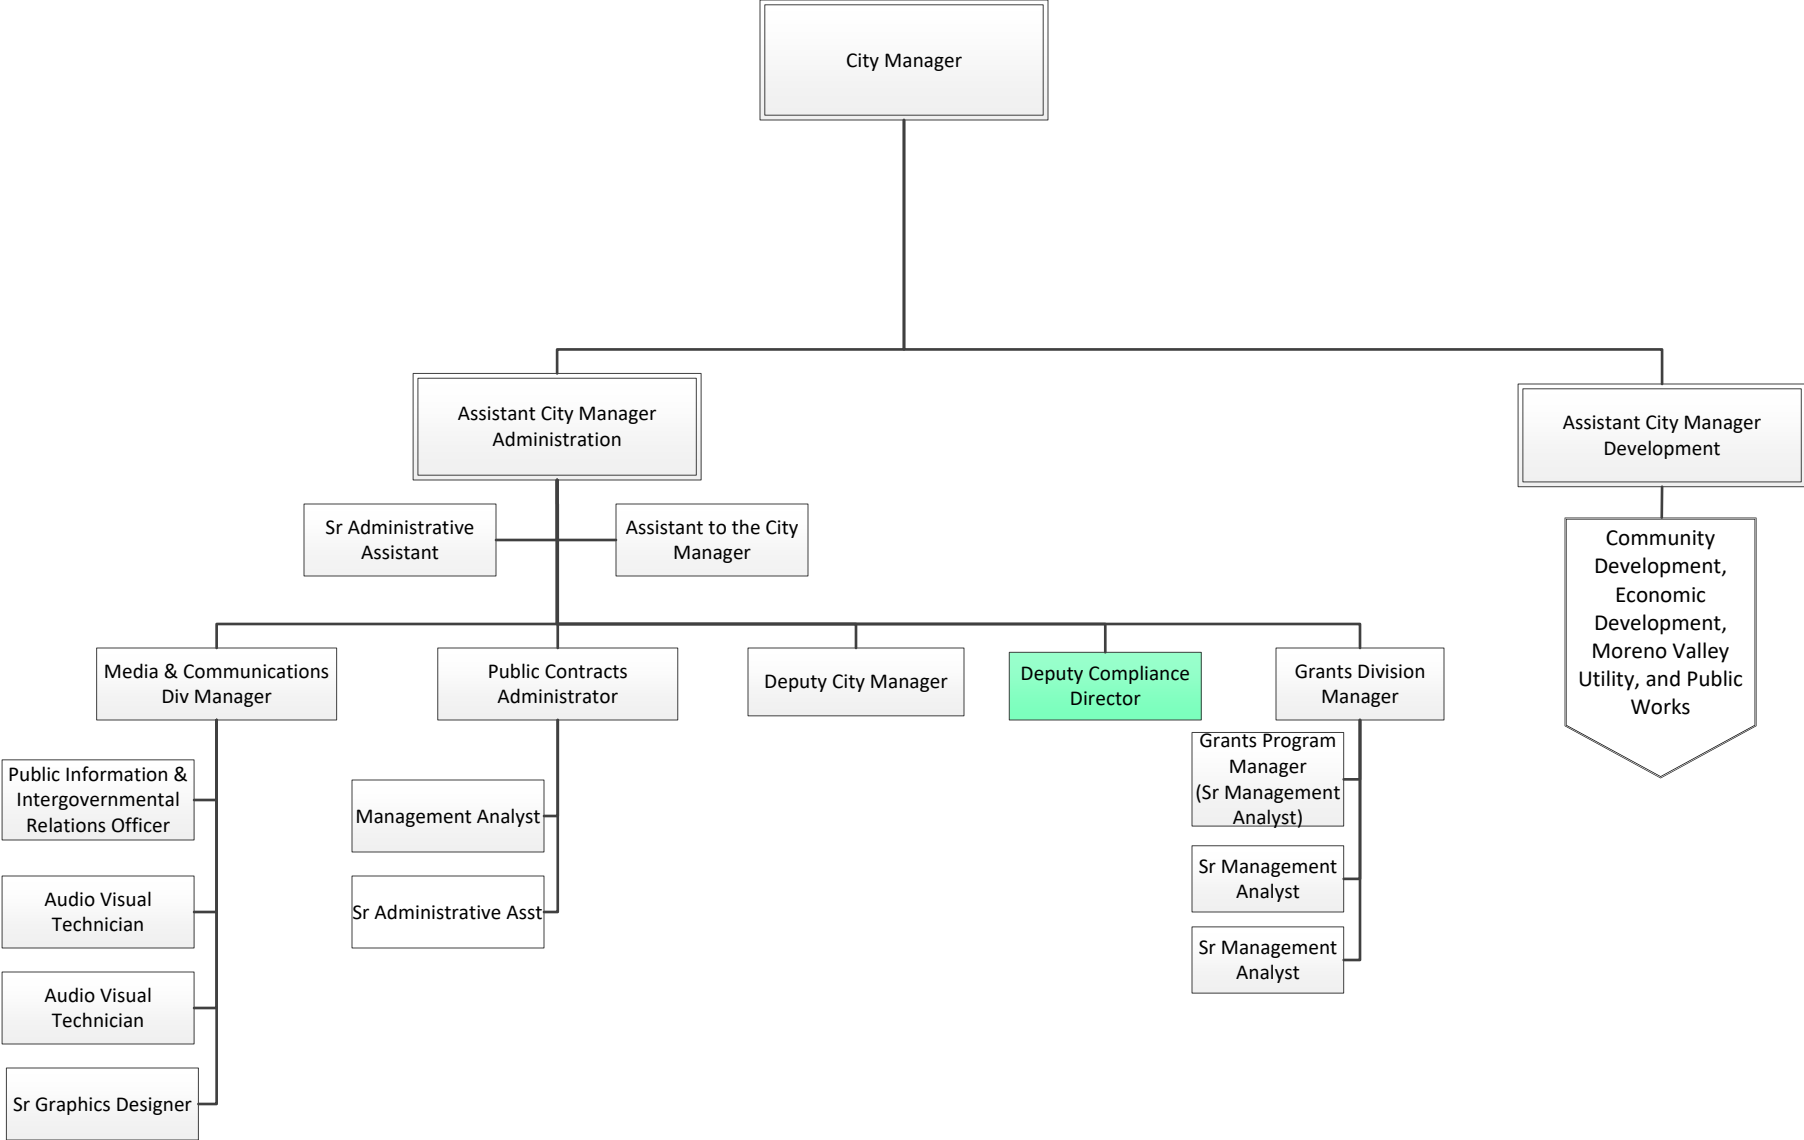 City Manager
Assistant City Manager
Administration
Assistant City Manager
Development
Sr Administrative
Assistant
Assistant to the City
Manager
Community
Development,
Economic
Development,
Moreno Valley
Utility, and Public
Works
Media & Communications
Div Manager
Public Contracts
Administrator
Deputy City Manager
Deputy Compliance
Director
Grants Division
Manager
Public Information &
Intergovernmental
Relations Officer
Audio Visual
Technician
Audio Visual
Technician
Sr Graphics Designer
Management Analyst
Sr Administrative Asst
Grants Program
Manager
(Sr Management
Analyst)
Sr Management
Analyst
Sr Management
Analyst